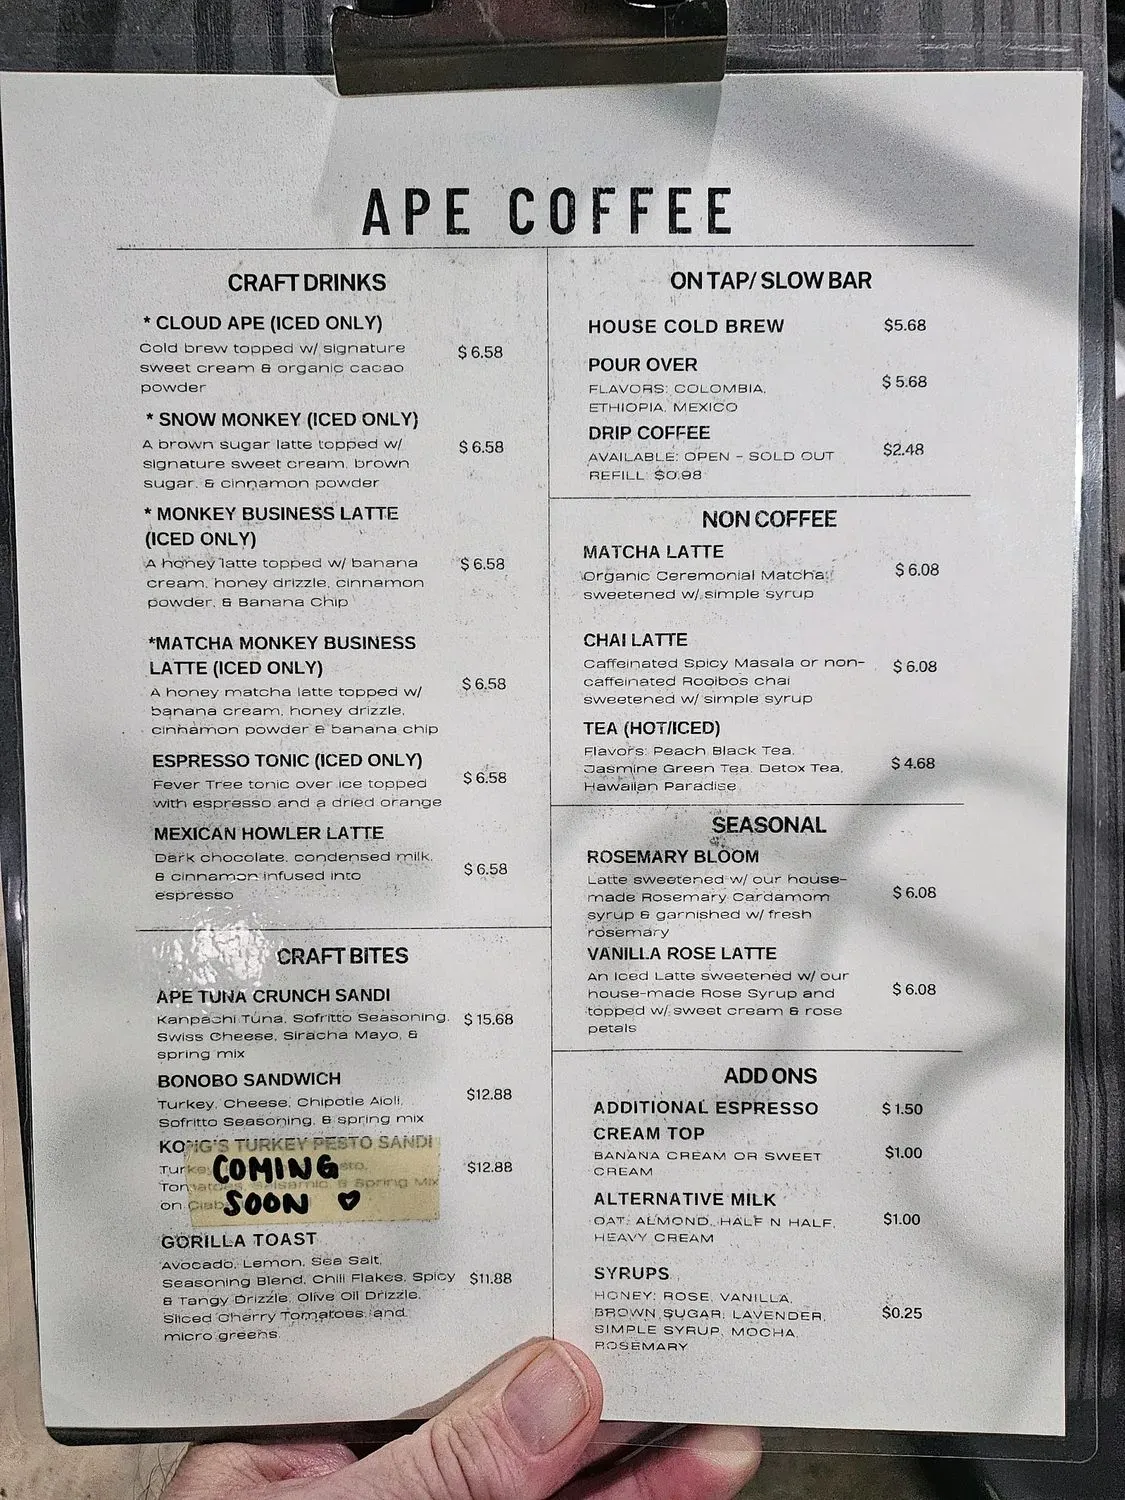 APE COFFEE
CRAFT DRINKS
* CLOUD APE (ICED ONLY)
Cold brew topped w/ signature
sweet cream & organic cacao
powder
$ 6.58
* SNOW MONKEY (ICED ONLY)
A brown sugar latte topped w/
signature sweet cream, brown
sugar, & cinnamon powder
$ 6.58
* MONKEY BUSINESS LATTE
(ICED ONLY)
A honey latte topped w/ banana
cream, honey drizzle, cinnamon
powder, & Banana Chip
$ 6.58
*MATCHA MONKEY BUSINESS
LATTE (ICED ONLY)
A honey matcha latte topped w/
banana cream, honey drizzle,
cinnamon powder & banana chip
$ 6.58
ESPRESSO TONIC (ICED ONLY)
Fever Tree tonic over ice topped
with espresso and a dried orange
$ 6.58
MEXICAN HOWLER LATTE
Dark chocolate, condensed milk,
& cinnamon infused into
espresso
$ 6.58
CRAFT BITES
APE TUNA CRUNCH SANDI
Kanpachi Tuna, Sofritto Seasoning,
Swiss Cheese, Siracha Mayo, &
spring mix
$ 15.68
BONOBO SANDWICH
Turkey, Cheese, Chipotle Aioli,
Sofritto Seasoning, & spring mix
$12.88
KONG'S TURKEY PESTO SANDI
Turkey
Tomatoes, Balsamic, & Spring Mix
on
$12.88
COMING
SOON ♡
GORILLA TOAST
Avocado, Lemon, Sea Salt,
Seasoning Blend, Chili Flakes, Spicy
& Tangy Drizzle, Olive Oil Drizzle,
Sliced Cherry Tomatoes, and
micro greens
$11.88
ON TAP/ SLOW BAR
HOUSE COLD BREW
$5.68
POUR OVER
FLAVORS: COLOMBIA,
ETHIOPIA, MEXICO
$ 5.68
DRIP COFFEE
AVAILABLE: OPEN - SOLD OUT
REFILL: $0.98
$2.48
NON COFFEE
MATCHA LATTE
Organic Ceremonial Matcha,
sweetened w/ simple syrup
$ 6.08
CHAI LATTE
Caffeinated Spicy Masala or non-
caffeinated Rooibos chai
sweetened w/ simple syrup
$ 6.08
TEA (HOT/ICED)
Flavors: Peach Black Tea,
Jasmine Green Tea, Detox Tea,
Hawaiian Paradise
$ 4.68
SEASONAL
ROSEMARY BLOOM
Latte sweetened w/ our house-
made Rosemary Cardamom
syrup & garnished w/ fresh
rosemary
$ 6.08
VANILLA ROSE LATTE
An Iced Latte sweetened w/ our
house-made Rose Syrup and
topped w/ sweet cream & rose
petals
$ 6.08
ADD ONS
ADDITIONAL ESPRESSO
$ 1.50
CREAM TOP
BANANA CREAM OR SWEET
CREAM
$1.00
ALTERNATIVE MILK
OAT, ALMOND, HALF N HALF,
HEAVY CREAM
$1.00
SYRUPS
HONEY, ROSE, VANILLA,
BROWN SUGAR, LAVENDER,
SIMPLE SYRUP, MOCHA,
ROSEMARY
$0.25